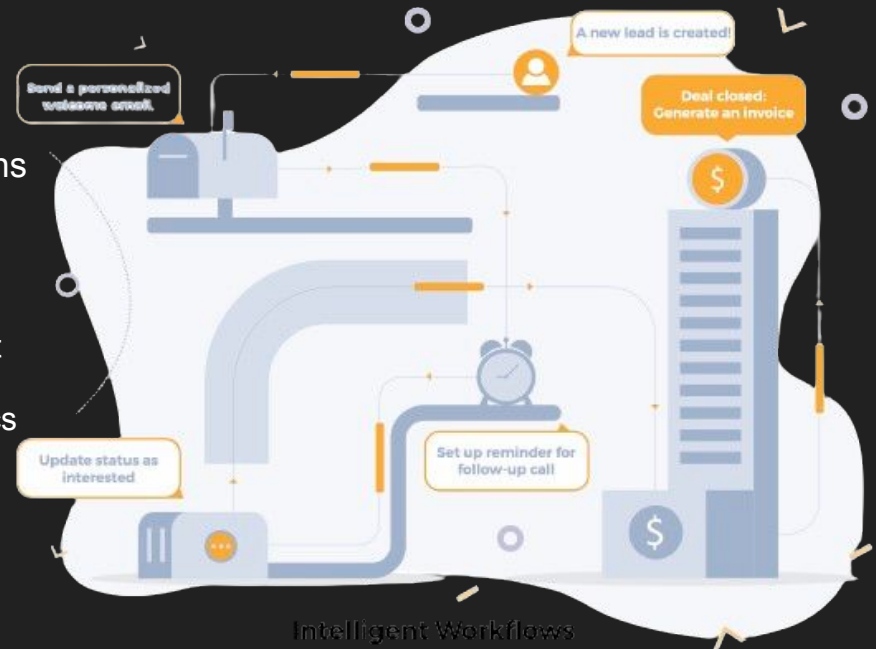 A new lead is created!
Send a personalized
welcome email.
Deal closed:
Generate an invoice
$
Set up reminder for
follow-up call
Update status as
interested
$
Intelligent Workflows